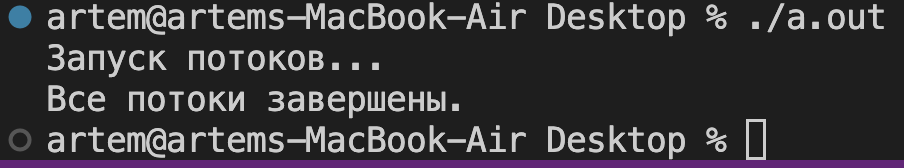 artem@artems-MacBook-Air Desktop % ./a.out
Запуск потоков...
Все потоки завершены.
artem@artems-MacBook-Air Desktop %